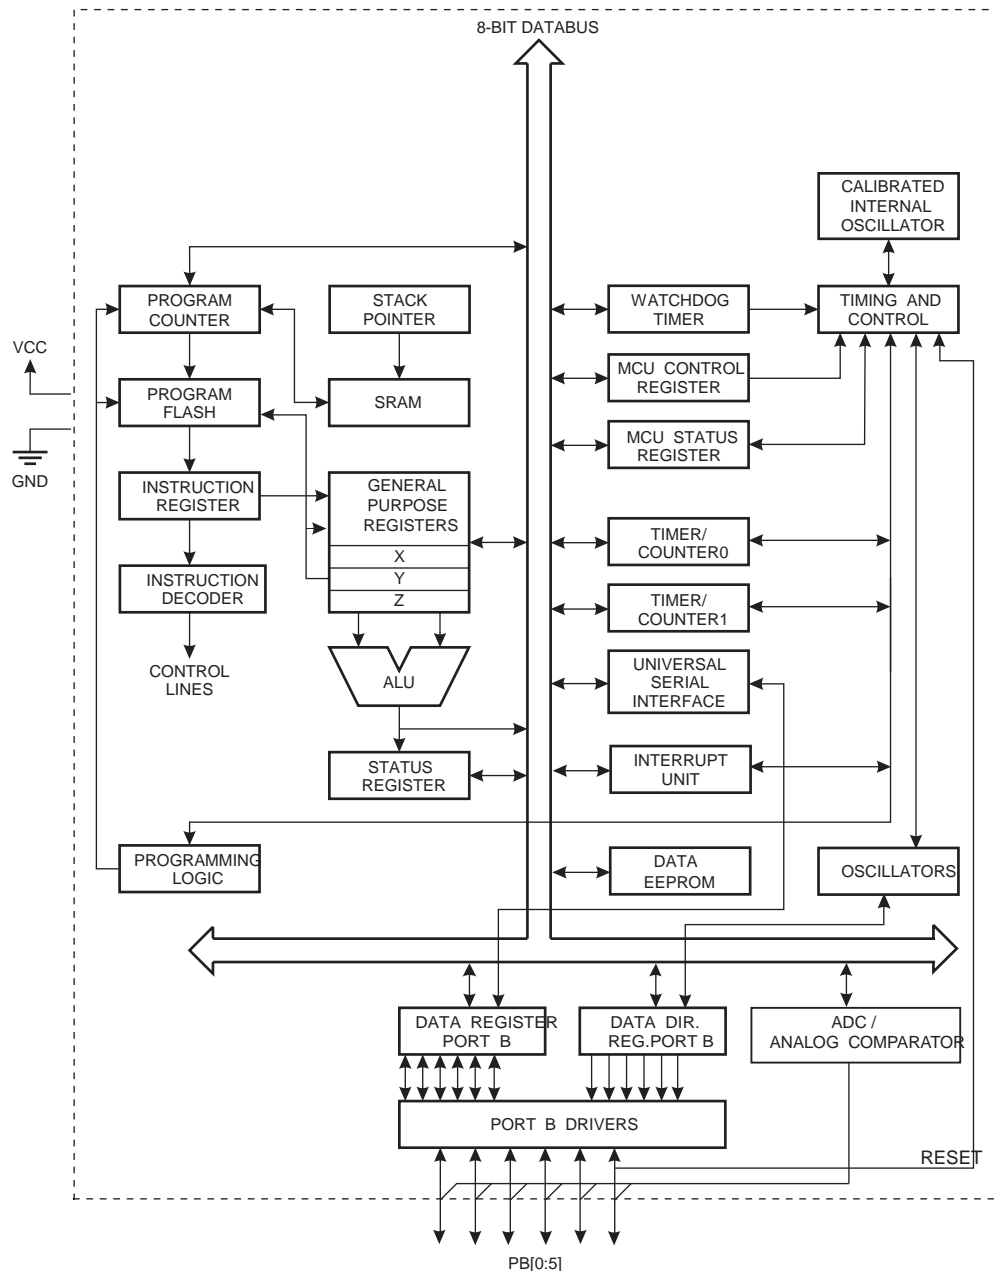 8-BIT DATABUS
CALIBRATED
INTERNAL
OSCILLATOR
PROGRAM
COUNTER
STACK
POINTER
WATCHDOG
TIMER
TIMING AND
CONTROL
VCC
PROGRAM
FLASH
SRAM
MCU CONTROL
REGISTER
MCU STATUS
REGISTER
GND
INSTRUCTION
REGISTER
GENERAL
PURPOSE
REGISTERS
X
Y
Z
TIMER/
COUNTER0
INSTRUCTION
DECODER
TIMER/
COUNTER1
CONTROL
LINES
ALU
UNIVERSAL
SERIAL
INTERFACE
STATUS
REGISTER
INTERRUPT
UNIT
PROGRAMMING
LOGIC
DATA
EEPROM
OSCILLATORS
DATA REGISTER
PORT B
DATA DIR.
REG.PORT B
ADC /
ANALOG COMPARATOR
PORT B DRIVERS
RESET
PB[0:5]